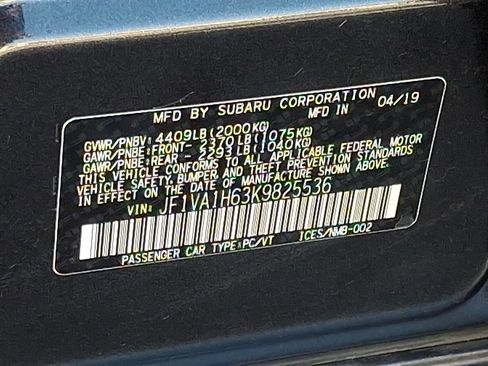 MFD BY SUBARU CORPORATION
MFD IN 04/19
GVWR/PNBV: 4409LB(2000KG)
GAWR/PNBE:FRONT- 2370LB(1075KG)
GAWR/PNBE:REAR - 2293LB(1040KG)
THIS VEHICLE CONFORMS TO ALL APPLICABLE FEDERAL MOTOR
VEHICLE SAFETY, BUMPER, AND THEFT PREVENTION STANDARDS
IN EFFECT ON THE DATE OF MANUFACTURE SHOWN ABOVE.
VIN: JF1VA1H63K9825536
PASSENGER CAR TYPE:PC/VT ICES/NMB-002